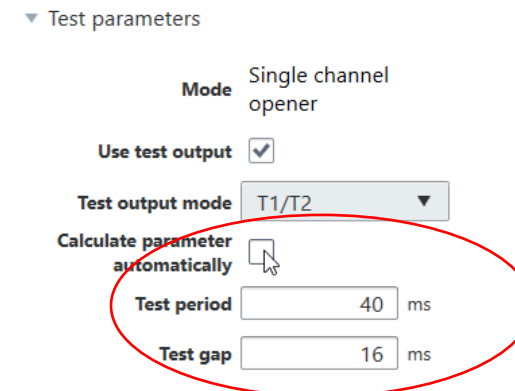 Test parameters
Mode Single channel
opener
Use test output
Test output mode T1/T2
Calculate parameter
automatically
Test period 40 ms
Test gap 16 ms